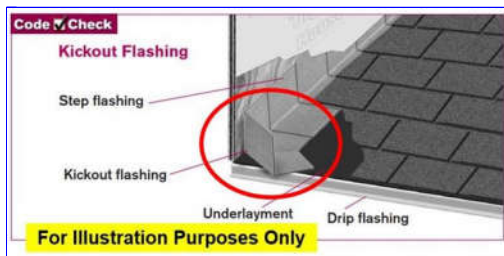 Code Check
Kickout Flashing
Step flashing
Kickout flashing
Underlayment
Drip flashing
For Illustration Purposes Only